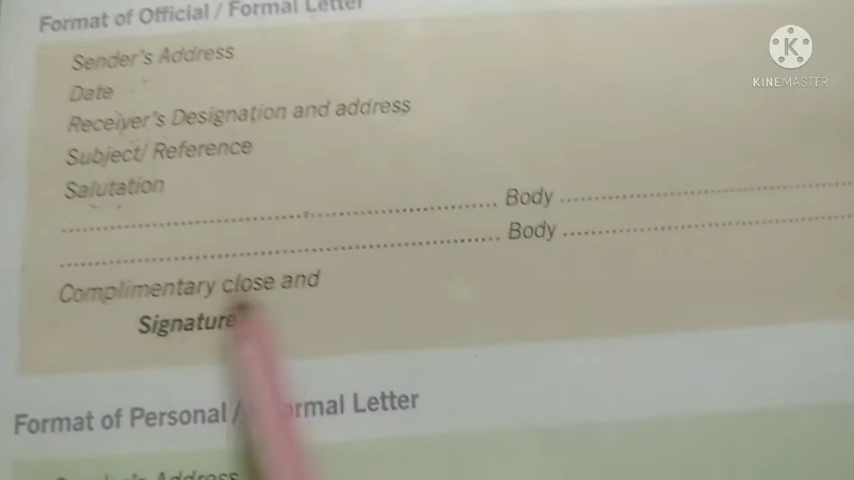 Format of Official / Formal Letter
Sender's Address
Date
Receiver's Designation and address
Subject/ Reference
Salutation
.......... Body ..........
.......... Body ..........
Complimentary close and
Signature
Format of Personal / Letter
Address
K
KINEMASTER